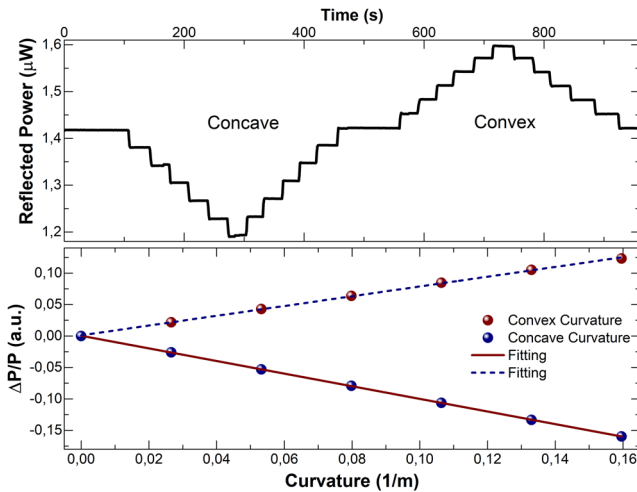 Time (s)
0 200 400 600 800
Reflected Power (μW)
1,6
1,5
1,4
1,3
1,2
Concave
Convex
ΔP/P (a.u.)
0,10
0,05
0,00
-0,05
-0,10
-0,15
Convex Curvature
Concave Curvature
Fitting
Fitting
0,00 0,02 0,04 0,06 0,08 0,10 0,12 0,14 0,16
Curvature (1/m)